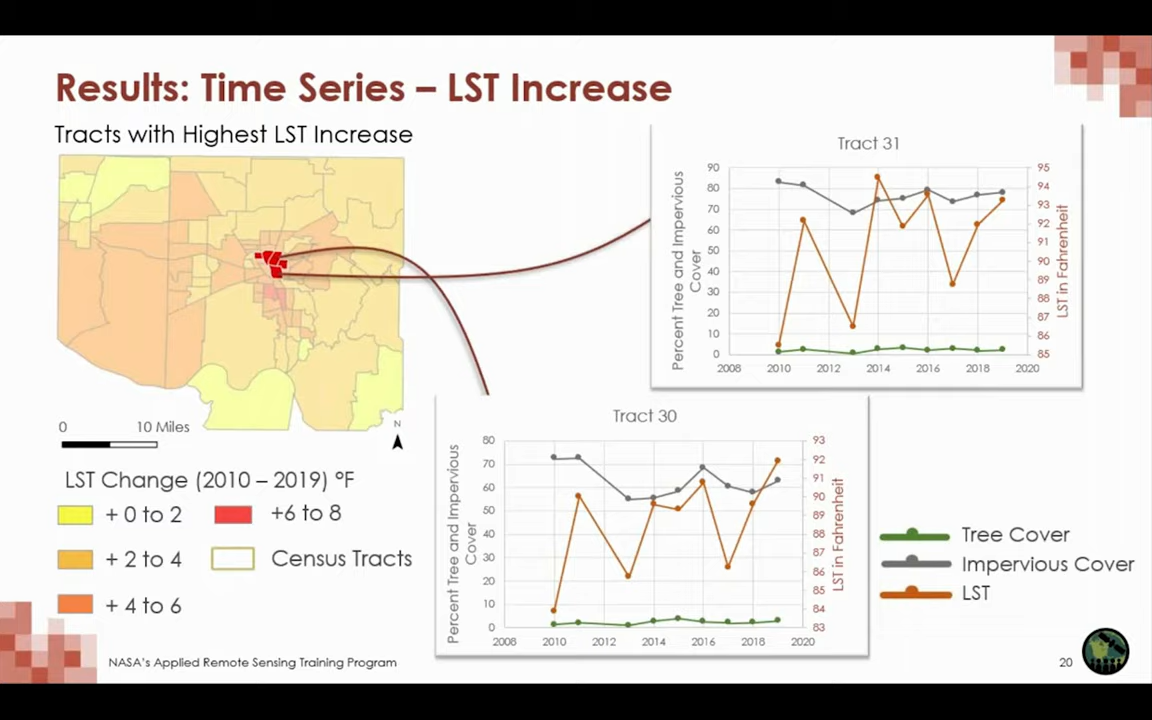 Results: Time Series – LST Increase
Tracts with Highest LST Increase
N
0 10 Miles
LST Change (2010 – 2019) ºF
+ 0 to 2
+6 to 8
+ 2 to 4
Census Tracts
+ 4 to 6
Tract 31
Percent Tree and Impervious
Cover
90
80
70
60
50
40
30
20
10
0
95
94
93
92
91
90
89
88
87
86
85
LST in Fahrenheit
2008 2010 2012 2014 2016 2018 2020
Tract 30
Percent Tree and Impervious
Cover
80
70
60
50
40
30
20
10
0
93
92
91
90
89
88
87
86
85
84
83
LST in Fahrenheit
2008 2010 2012 2014 2016 2018 2020
Tree Cover
Impervious Cover
LST
NASA's Applied Remote Sensing Training Program
20